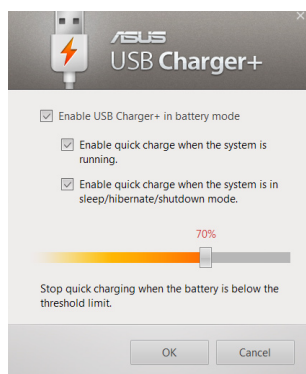 ASUS
USB Charger+
Enable USB Charger+ in battery mode
Enable quick charge when the system is
running.
Enable quick charge when the system is in
sleep/hibernate/shutdown mode.
70%
Stop quick charging when the battery is below the
threshold limit.
OK Cancel